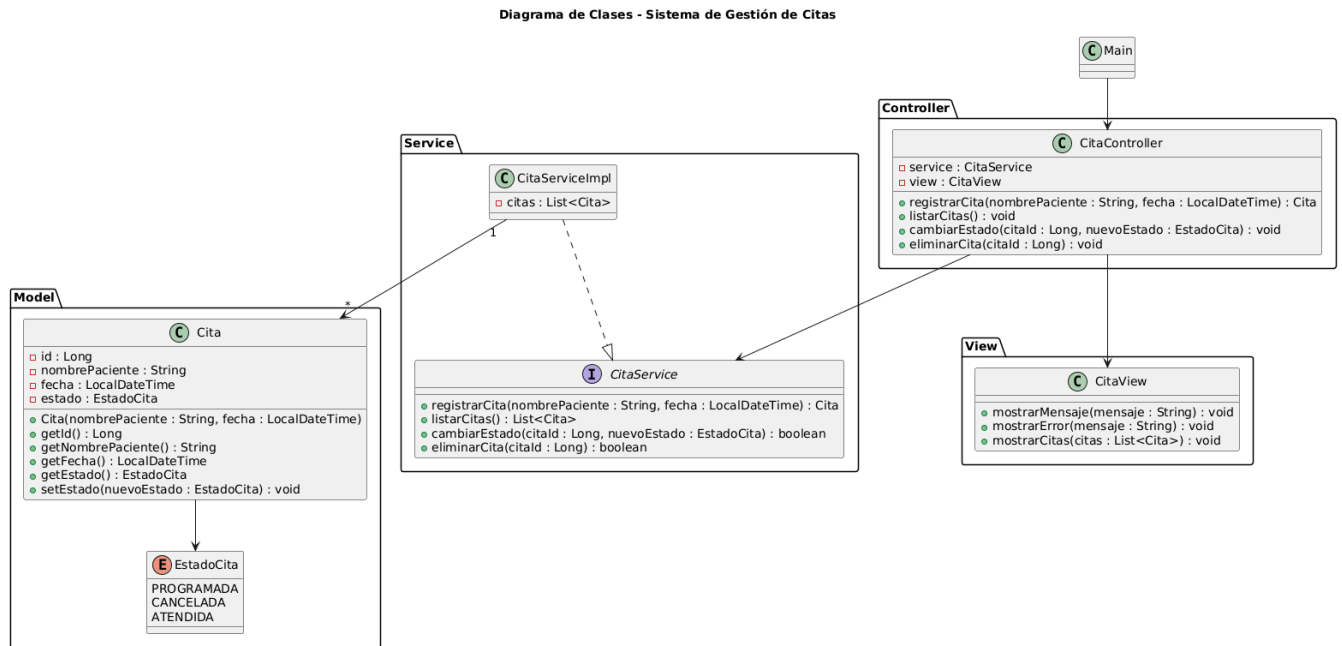 Diagrama de Clases - Sistema de Gestión de Citas
C Main
Controller
C CitaController
service : CitaService
view : CitaView
registrarCita(nombrePaciente : String, fecha : LocalDateTime) : Cita
listarCitas() : void
cambiarEstado(citaId : Long, nuevoEstado : EstadoCita) : void
eliminarCita(citaId : Long) : void
Service
C CitaServiceImpl
citas : List<Cita>
1
*
Model
C Cita
id : Long
nombrePaciente : String
fecha : LocalDateTime
estado : EstadoCita
Cita(nombrePaciente : String, fecha : LocalDateTime)
getId() : Long
getNombrePaciente() : String
getFecha() : LocalDateTime
getEstado() : EstadoCita
setEstado(nuevoEstado : EstadoCita) : void
I CitaService
registrarCita(nombrePaciente : String, fecha : LocalDateTime) : Cita
listarCitas() : List<Cita>
cambiarEstado(citaId : Long, nuevoEstado : EstadoCita) : boolean
eliminarCita(citaId : Long) : boolean
View
C CitaView
mostrarMensaje(mensaje : String) : void
mostrarError(mensaje : String) : void
mostrarCitas(citas : List<Cita>) : void
E EstadoCita
PROGRAMADA
CANCELADA
ATENDIDA